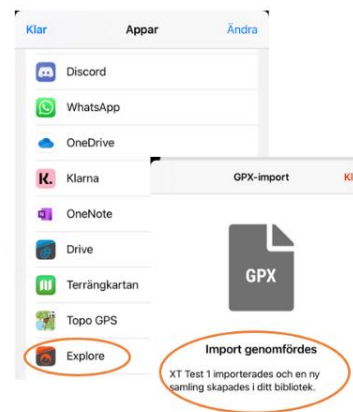 Klar Appar Ändra
Discord
WhatsApp
OneDrive
K. Klarna
OneNote
Drive
Terrängkartan
Topo GPS
Explore
GPX-import
GPX
Import genomfördes
XT Test 1 importerades och en ny
samling skapades i ditt bibliotek.